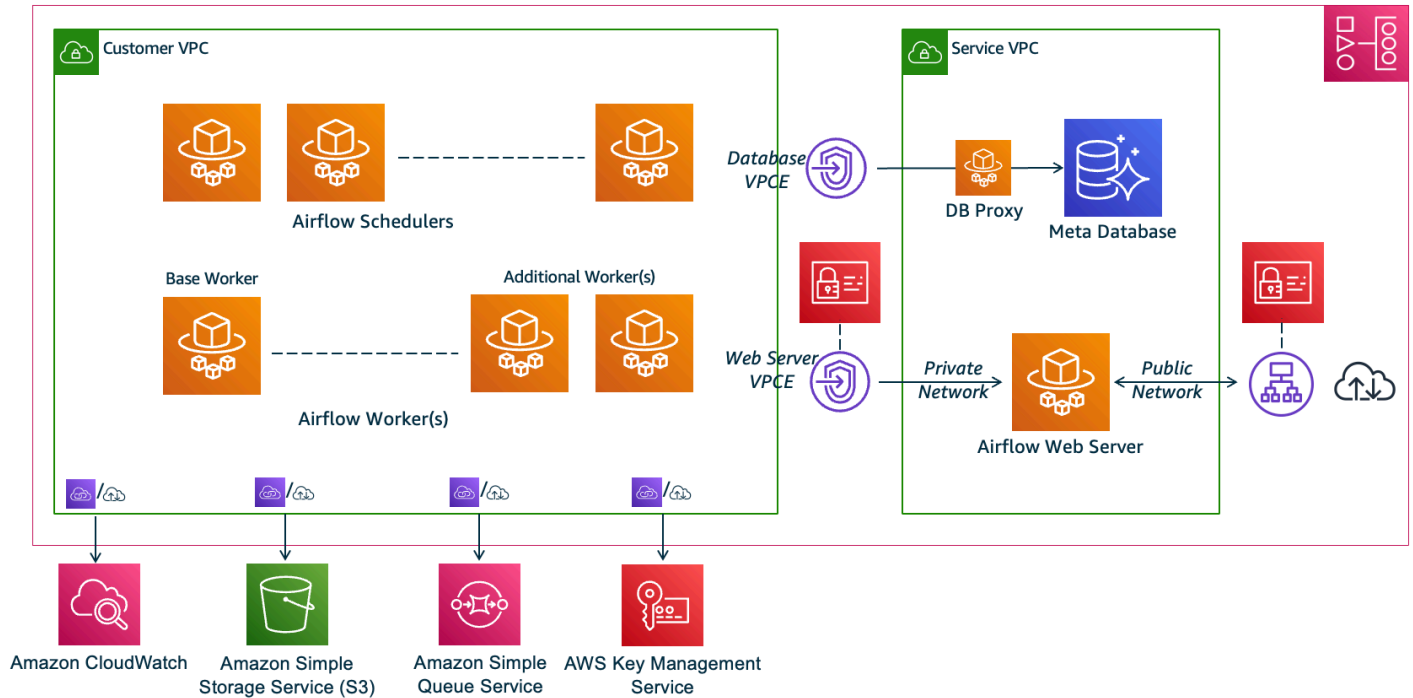 Customer VPC
Service VPC
Airflow Schedulers
Database
VPCE
DB Proxy
Meta Database
Base Worker
Additional Worker(s)
Airflow Worker(s)
Web Server
VPCE
Private
Network
Public
Network
Airflow Web Server
/
/
/
/
Amazon CloudWatch
Amazon Simple
Storage Service (S3)
Amazon Simple
Queue Service
AWS Key Management
Service